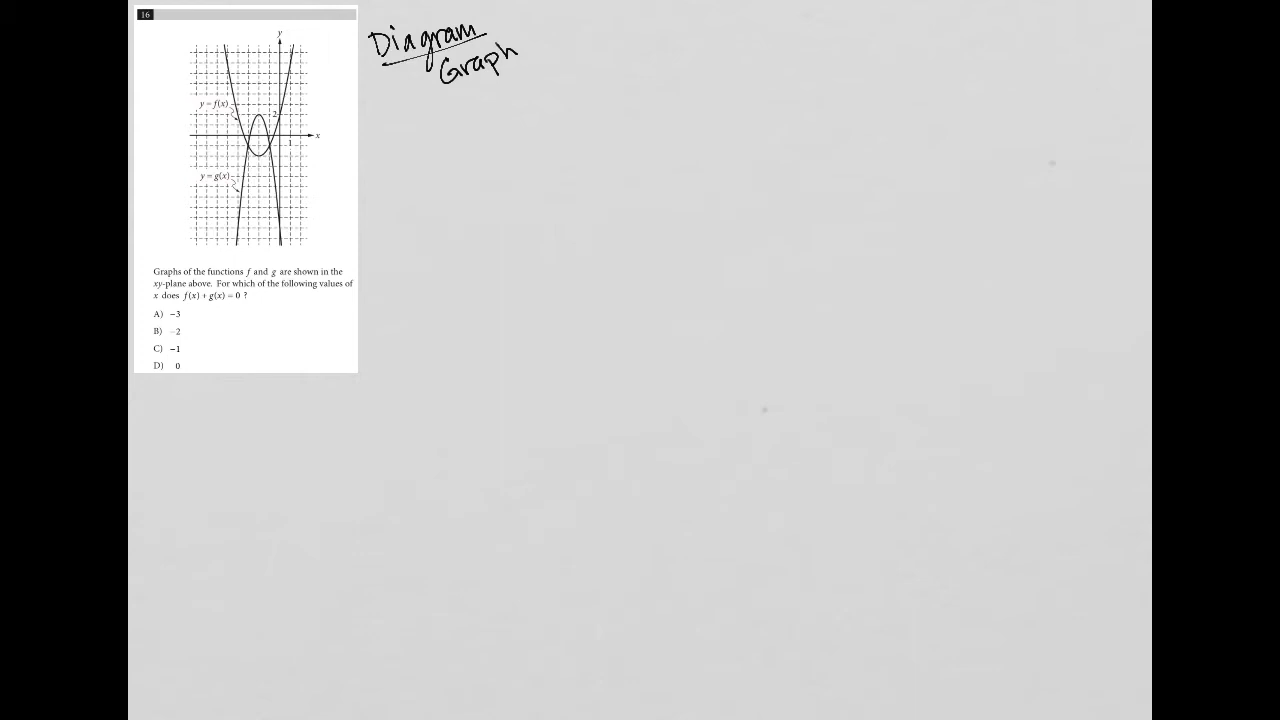 16
Diagram
Graph
y
y = f(x)
2
x
1
y = g(x)
Graphs of the functions f and g are shown in the
xy-plane above. For which of the following values of
x does f(x) + g(x) = 0 ?
A) −3
B) −2
C) −1
D) 0